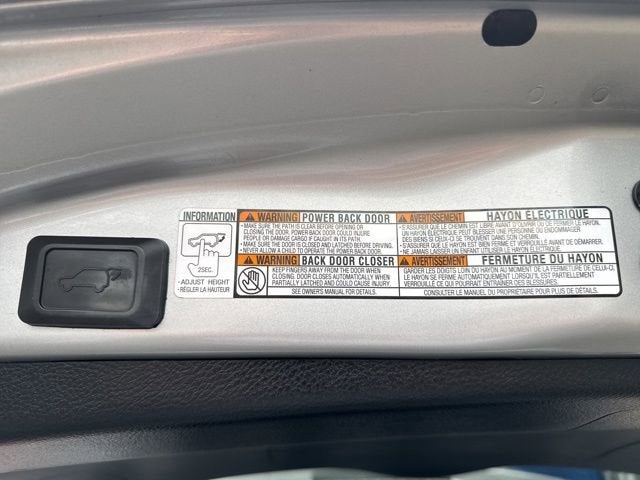 INFORMATION
2SEC.
• ADJUST HEIGHT
• RÉGLER LA HAUTEUR
WARNING POWER BACK DOOR
• MAKE SURE THE PATH IS CLEAR BEFORE OPENING OR
CLOSING THE DOOR. POWER BACK DOOR COULD INJURE
PEOPLE OR DAMAGE CARGO IF CAUGHT IN ITS PATH.
• MAKE SURE THE DOOR IS CLOSED AND LATCHED BEFORE DRIVING.
• NEVER ALLOW A CHILD TO OPERATE THE POWER BACK DOOR.
WARNING BACK DOOR CLOSER
KEEP FINGERS AWAY FROM THE DOOR WHEN
CLOSING. DOOR CLOSES AUTOMATICALLY WHEN
PARTIALLY LATCHED AND COULD CAUSE INJURY.
SEE OWNER'S MANUAL FOR DETAILS.
AVERTISSEMENT HAYON ÉLECTRIQUE
• S'ASSURER QUE LE CHEMIN EST LIBRE AVANT D'OUVRIR OU DE FERMER LE HAYON.
UN HAYON ÉLECTRIQUE, PEUT BLESSER UNE PERSONNE OU ENDOMMAGER
DES BIENS SI CEUX-CI SE TROUVENT DANS SON CHEMIN.
• S'ASSURER QUE LE HAYON EST BIEN FERMÉ ET VERROUILLÉ AVANT DE DÉMARRER.
• NE JAMAIS LAISSER UN ENFANT UTILISER LE HAYON ÉLECTRIQUE.
AVERTISSEMENT FERMETURE DU HAYON
GARDER LES DOIGTS LOIN DU HAYON AU MOMENT DE LA FERMETURE DE CELUI-CI.
LE HAYON SE FERME AUTOMATIQUEMENT LORSQU'IL EST PARTIELLEMENT
VERROUILLÉ CE QUI POURRAIT ENTRAÎNER DES BLESSURES.
CONSULTER LE MANUEL DU PROPRIÉTAIRE POUR PLUS DE DÉTAILS.